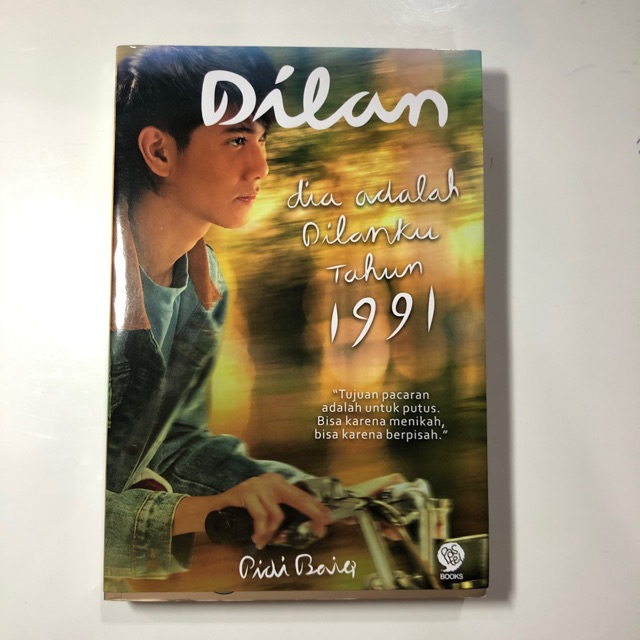 Dilan
dia adalah
Dilanku
Tahun
1991
"Tujuan pacaran
adalah untuk putus.
Bisa karena menikah,
bisa karena berpisah."
Pidi Baiq
BOOKS